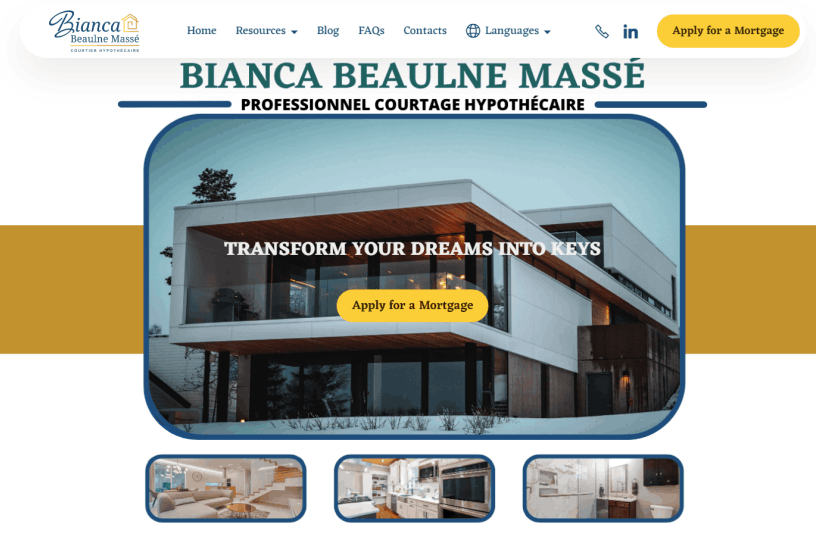 Bianca
Beaulne Massé
COURTIER HYPOTHÉCAIRE
Home
Resources
Blog
FAQs
Contacts
Languages
Apply for a Mortgage
BIANCA BEAULNE MASSÉ
PROFESSIONNEL COURTAGE HYPOTHÉCAIRE
TRANSFORM YOUR DREAMS INTO KEYS
Apply for a Mortgage